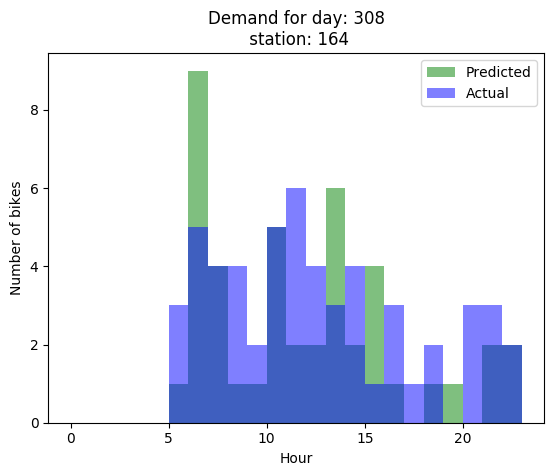 Demand for day: 308
station: 164
Predicted
Actual
Number of bikes
8
6
4
2
0
0
5
10
15
20
Hour